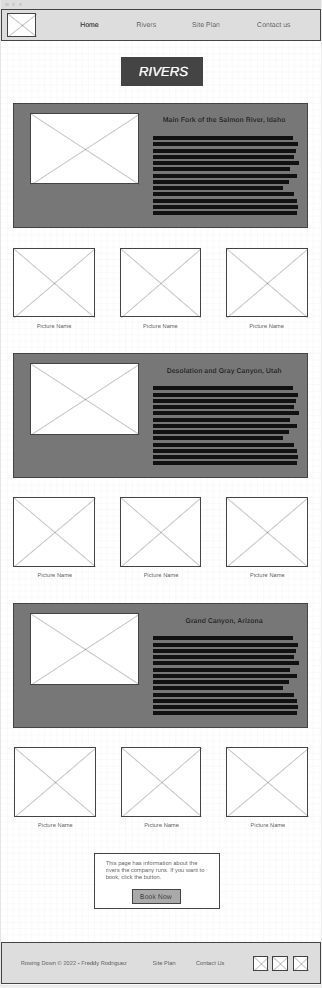 Home Rivers Site Plan Contact us
RIVERS
Main Fork of the Salmon River, Idaho
Picture Name Picture Name Picture Name
Desolation and Gray Canyon, Utah
Picture Name Picture Name Picture Name
Grand Canyon, Arizona
Picture Name Picture Name Picture Name
This page has information about the
rivers the company runs. If you want to
book, click the button.
Book Now
Rowing Down © 2022 • Freddy Rodriguez Site Plan Contact Us